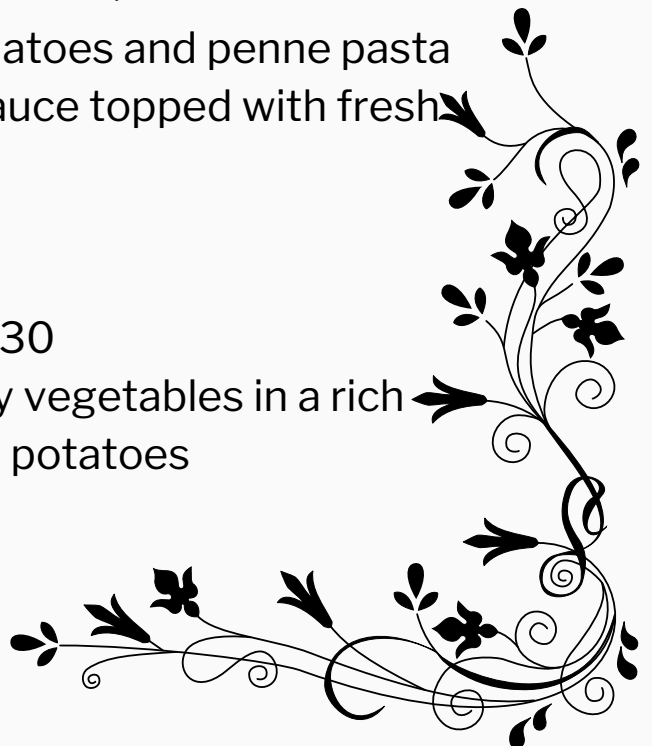 atoes and penne pasta
auce topped with fresh
30
y vegetables in a rich
potatoes